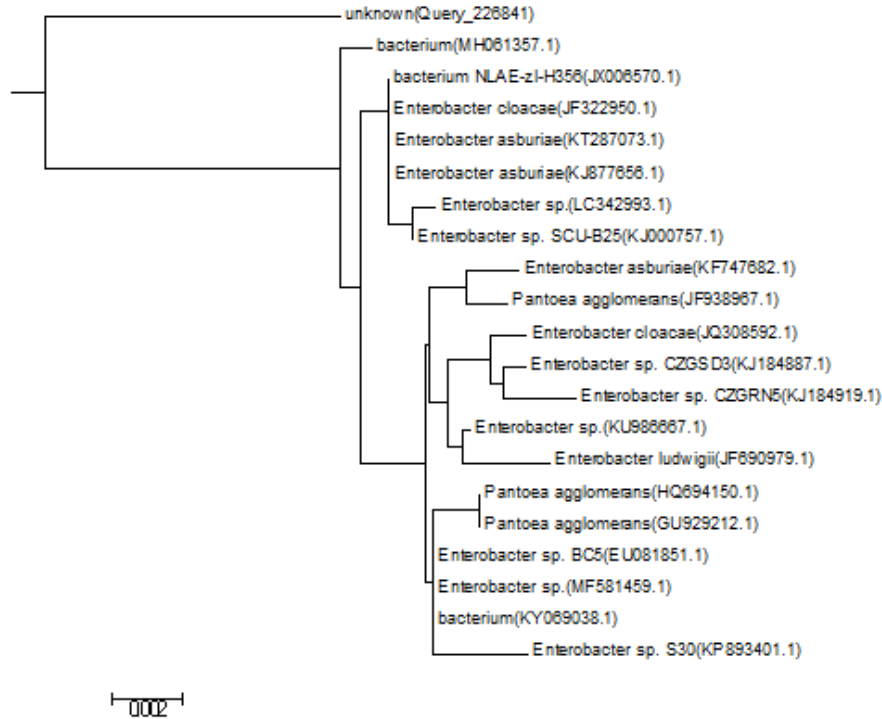 unknown(Query_226841)
bacterium(MH061357.1)
bacterium NLAE-zl-H356(JX006570.1)
Enterobacter cloacae(JF322950.1)
Enterobacter asburiae(KT287073.1)
Enterobacter asburiae(KJ877656.1)
Enterobacter sp.(LC342993.1)
Enterobacter sp. SCU-B25(KJ000757.1)
Enterobacter asburiae(KF747682.1)
Pantoea agglomerans(JF938967.1)
Enterobacter cloacae(JQ308592.1)
Enterobacter sp. CZGSD3(KJ184887.1)
Enterobacter sp. CZGRN5(KJ184919.1)
Enterobacter sp.(KU986667.1)
Enterobacter ludwigii(JF690979.1)
Pantoea agglomerans(HQ694150.1)
Pantoea agglomerans(GU929212.1)
Enterobacter sp. BC5(EU081851.1)
Enterobacter sp.(MF581459.1)
bacterium(KY069038.1)
Enterobacter sp. S30(KP893401.1)
0.002